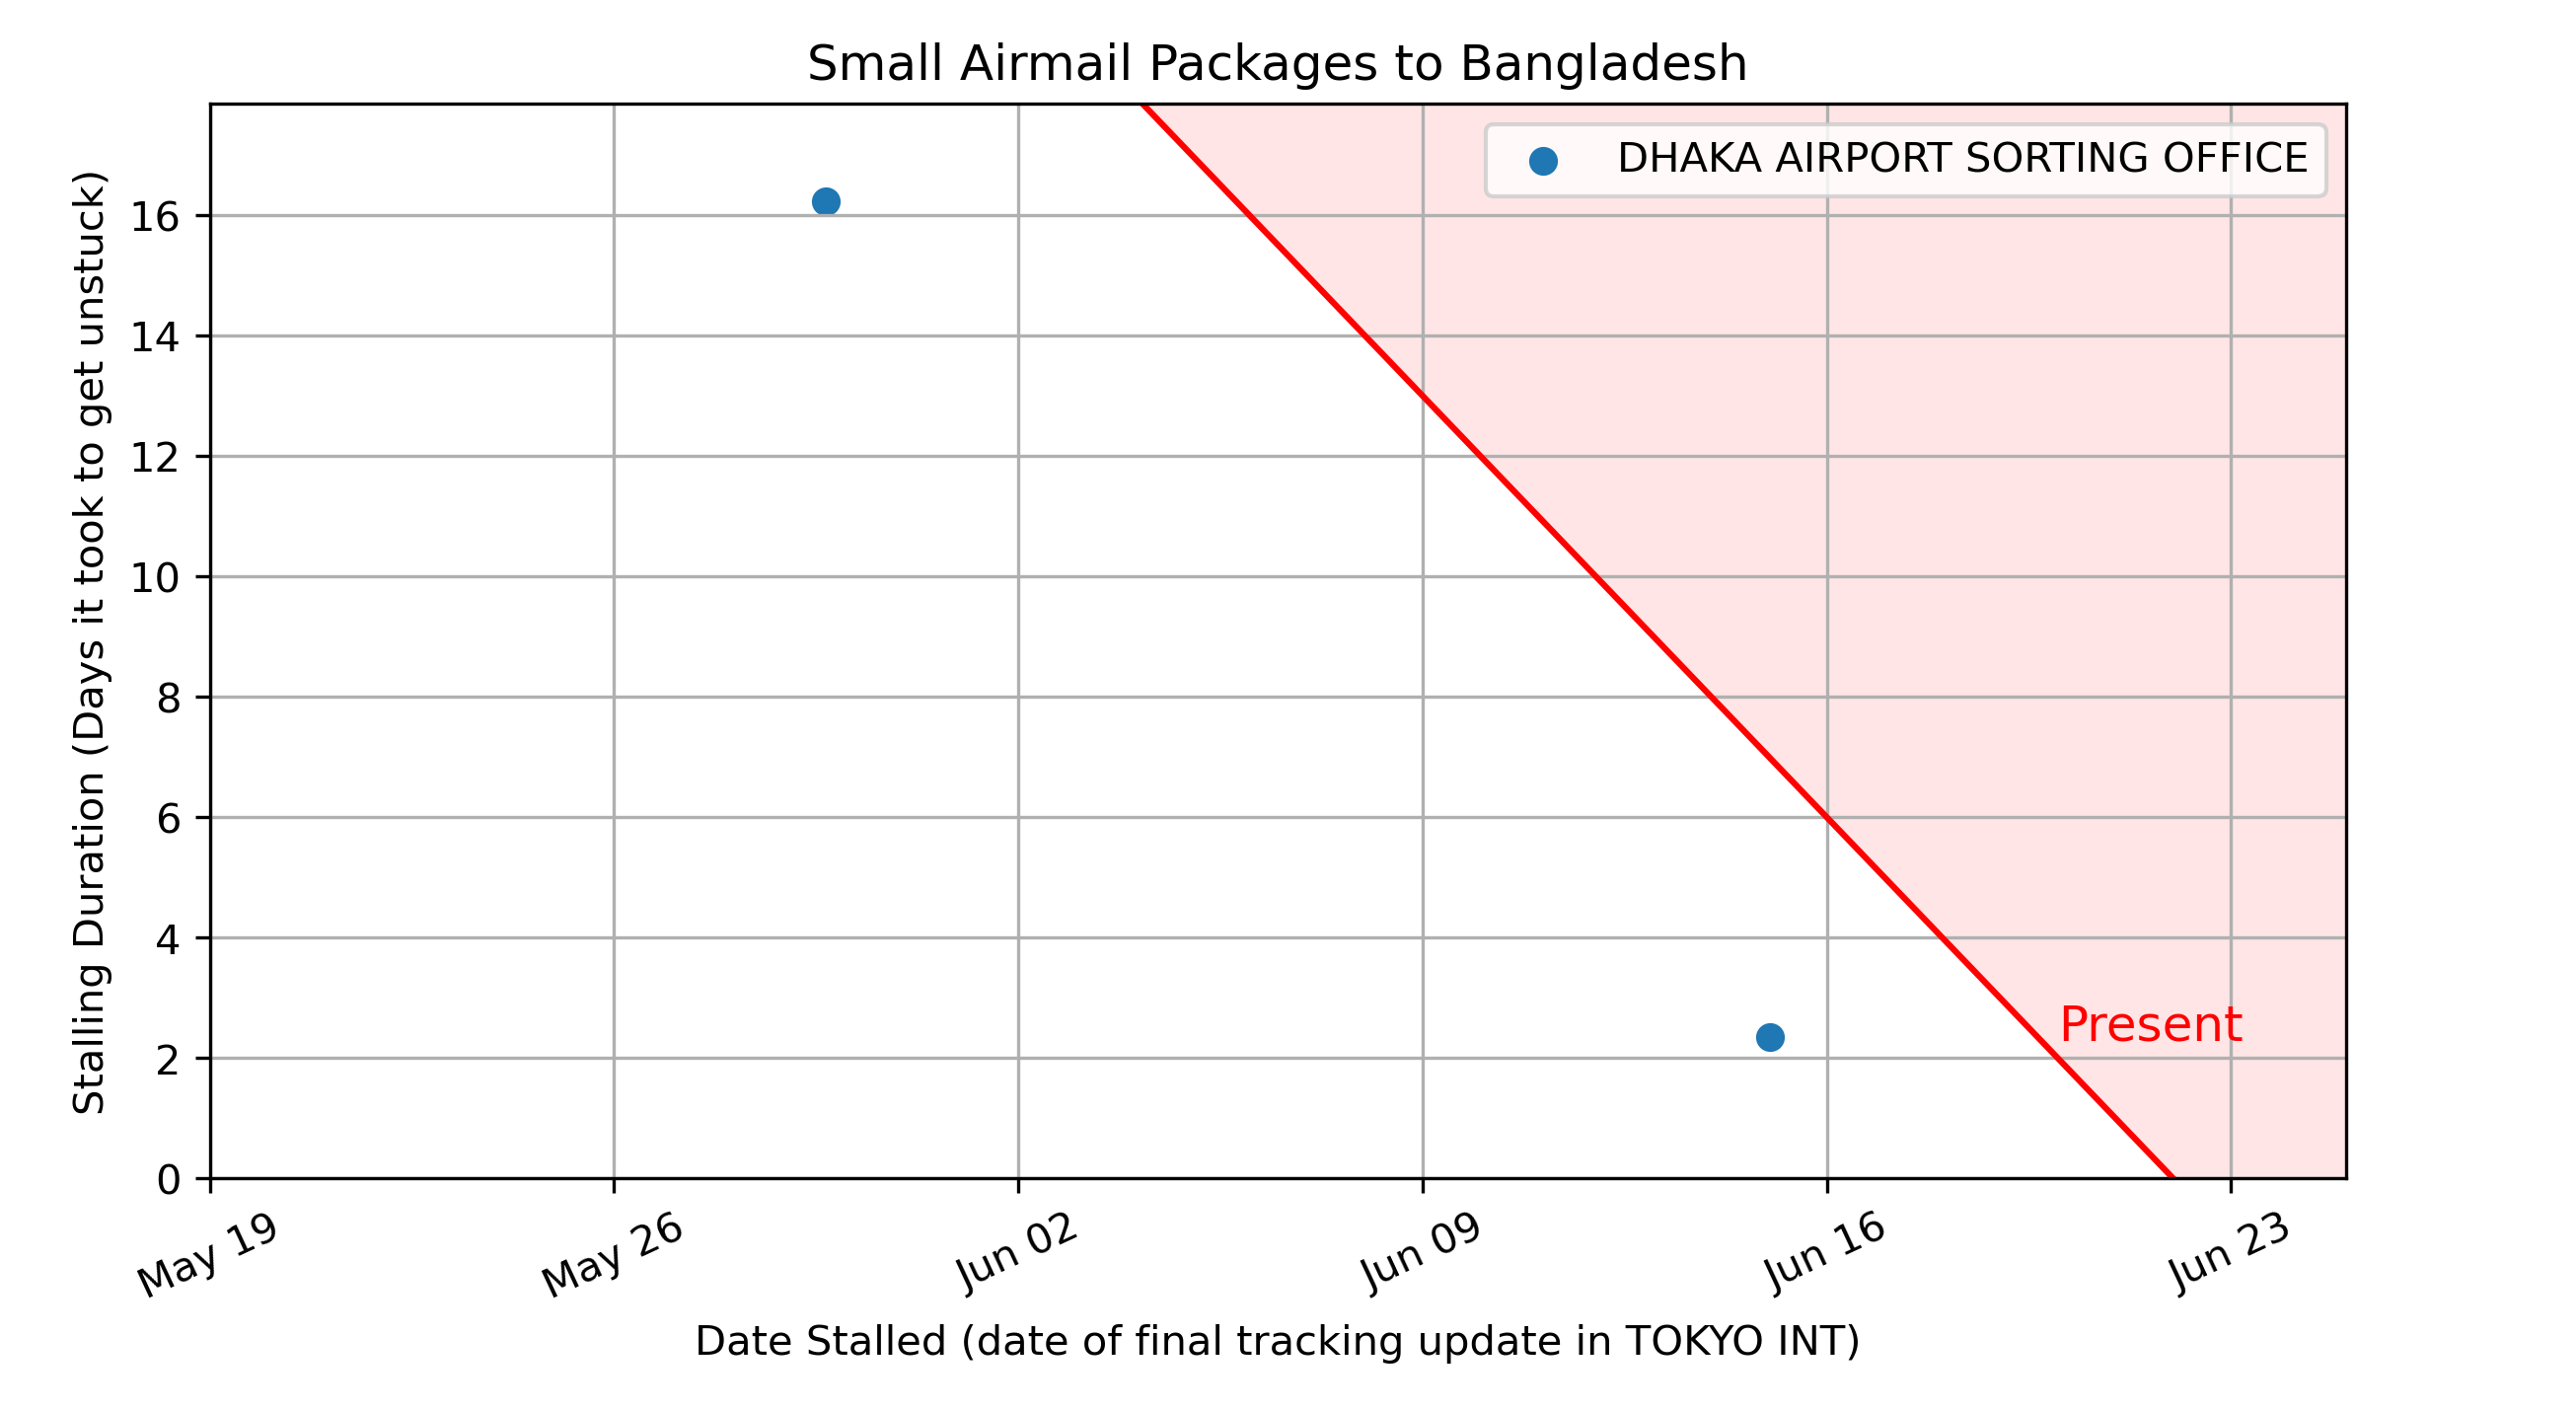 Small Airmail Packages to Bangladesh
DHAKA AIRPORT SORTING OFFICE
Stalling Duration (Days it took to get unstuck)
16
14
12
10
8
6
4
2
0
Present
May 19
May 26
Jun 02
Jun 09
Jun 16
Jun 23
Date Stalled (date of final tracking update in TOKYO INT)